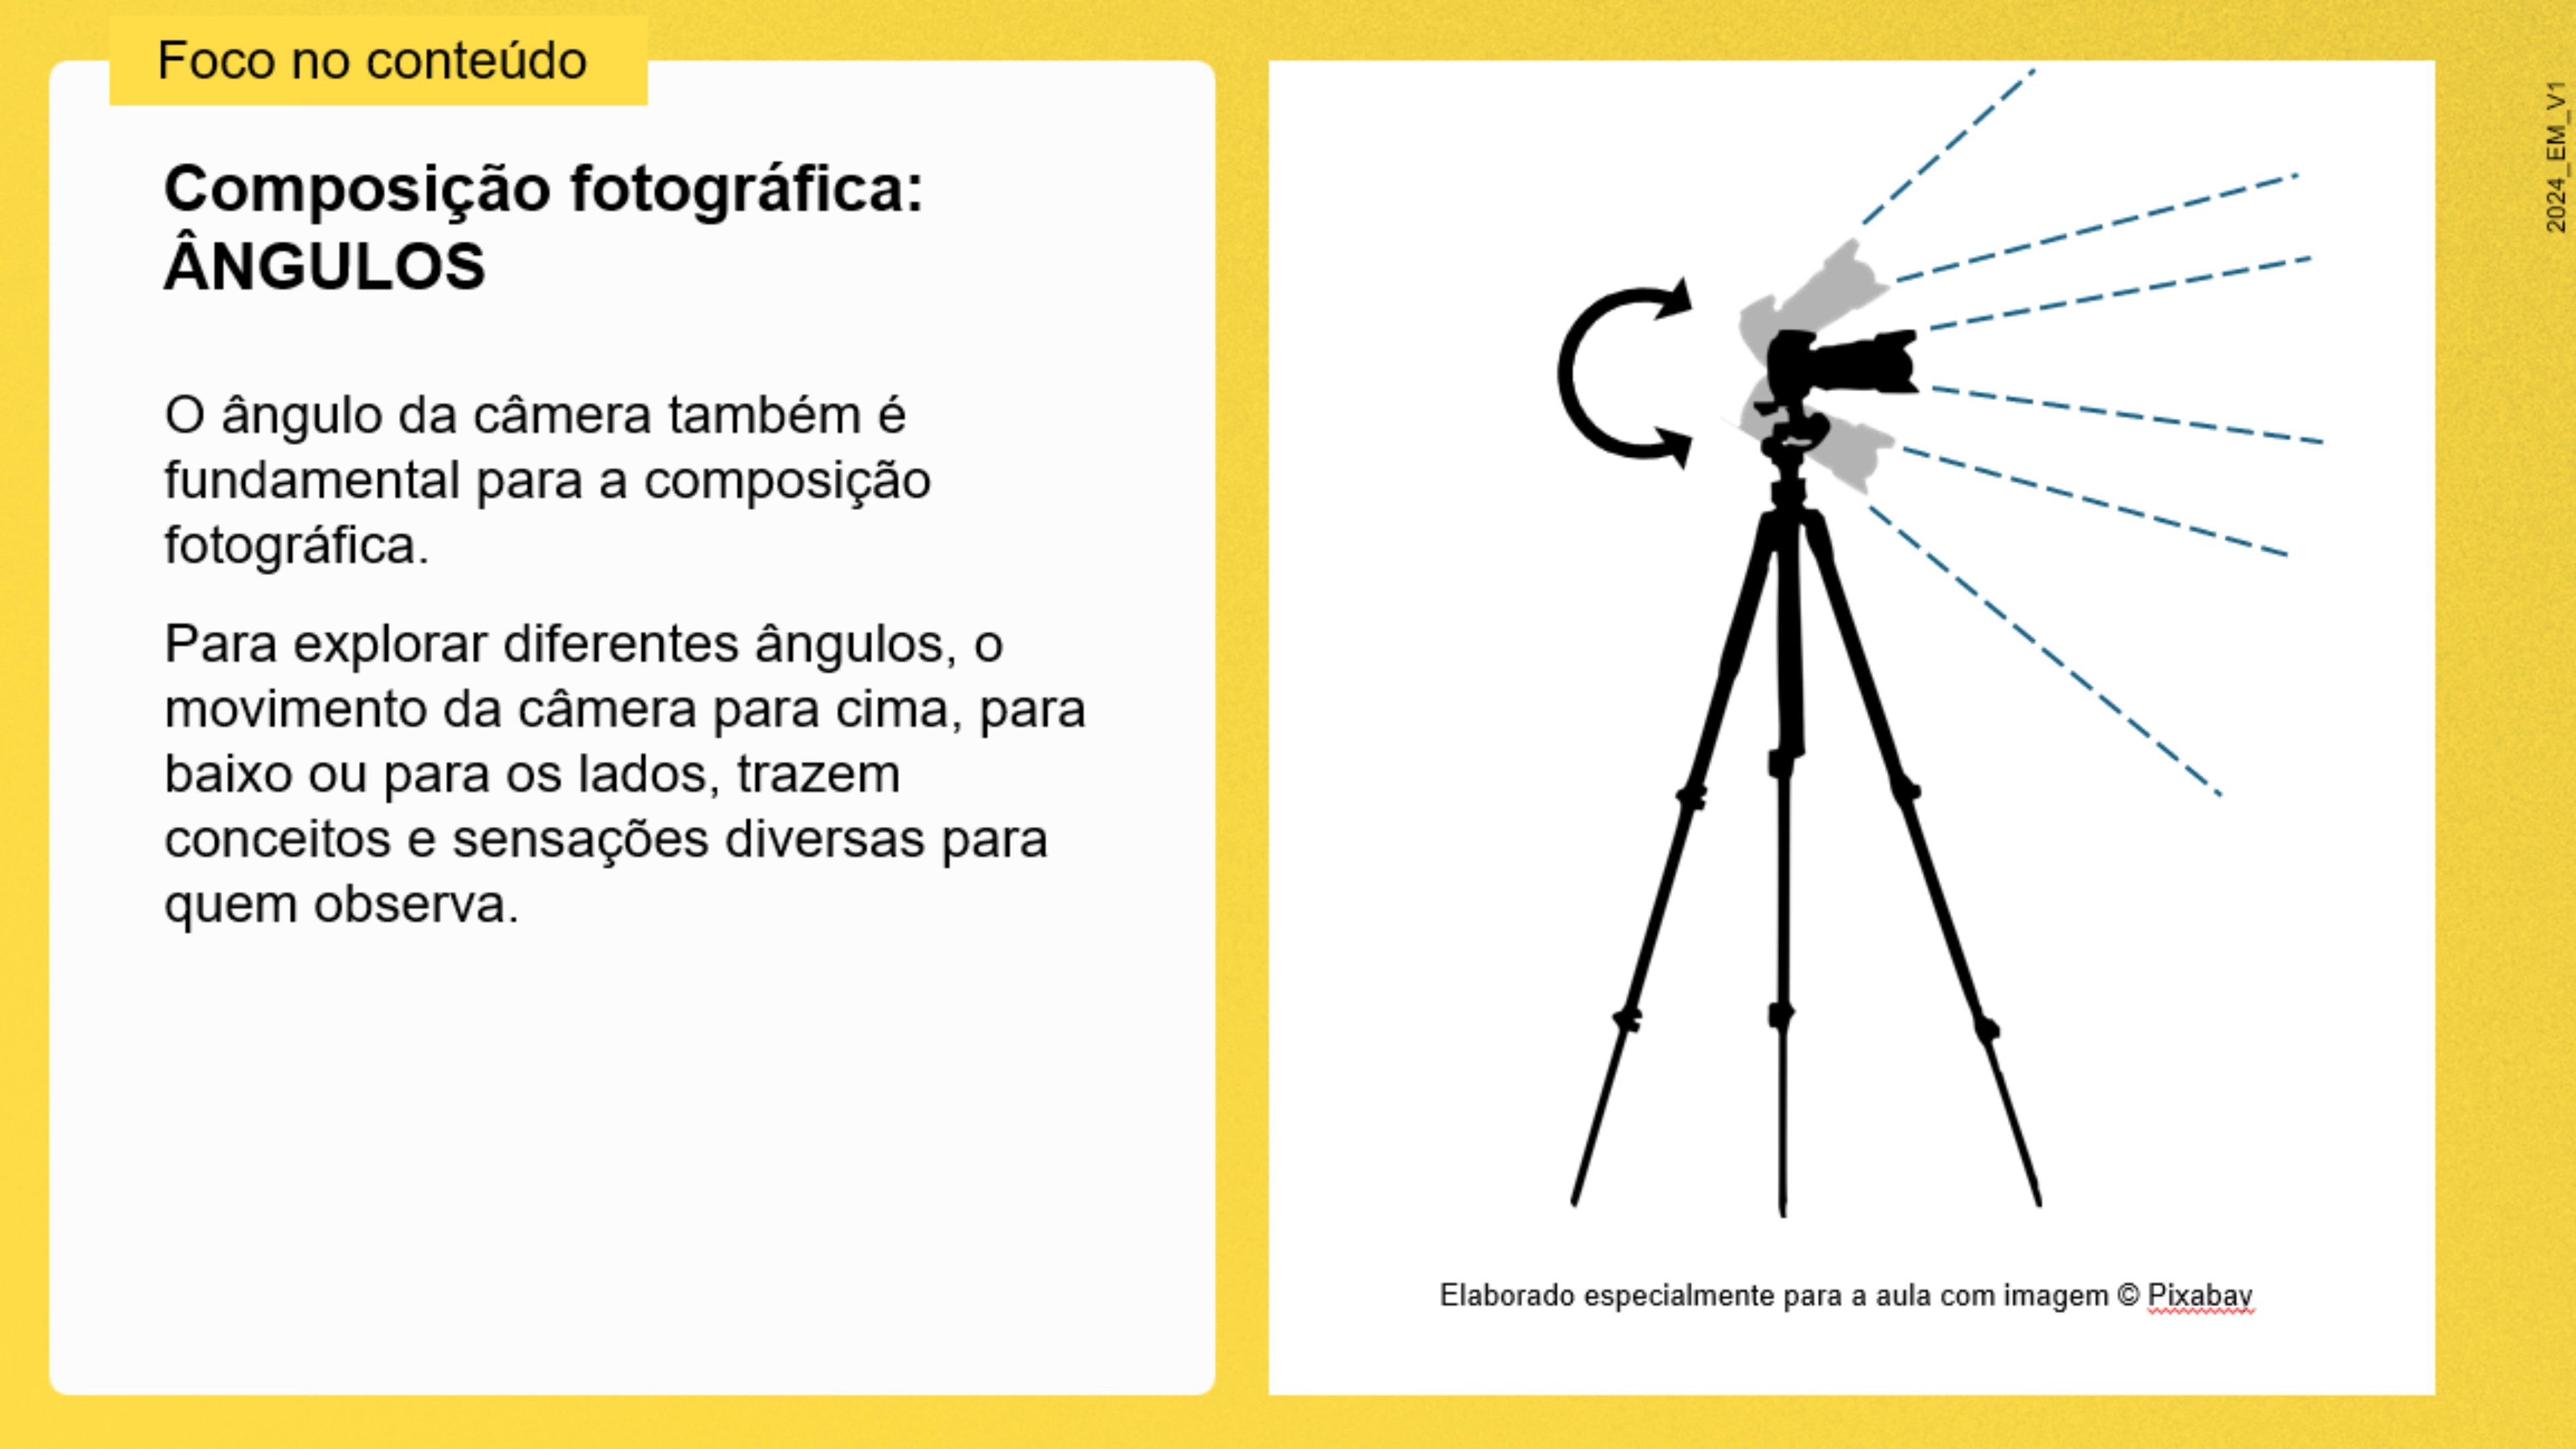 Foco no conteúdo
Composição fotográfica:
ÂNGULOS
O ângulo da câmera também é
fundamental para a composição
fotográfica.
Para explorar diferentes ângulos, o
movimento da câmera para cima, para
baixo ou para os lados, trazem
conceitos e sensações diversas para
quem observa.
Elaborado especialmente para a aula com imagem © Pixabay
2024_EM_V1